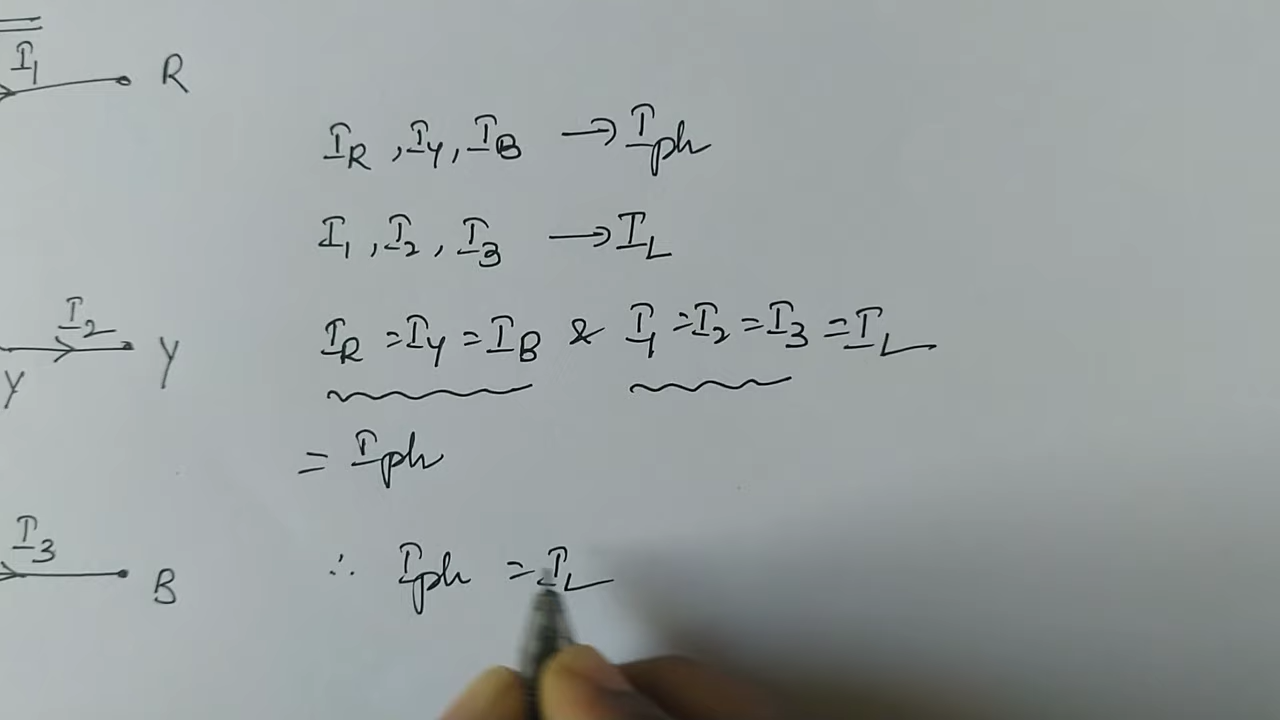 I1 R
IR , IY, IB → Iph
I1 , I2 , I3 → IL
I2 Y
Y
IR = IY = IB & I1 = I2 = I3 = IL
= Iph
I3 B
∴ Iph = IL